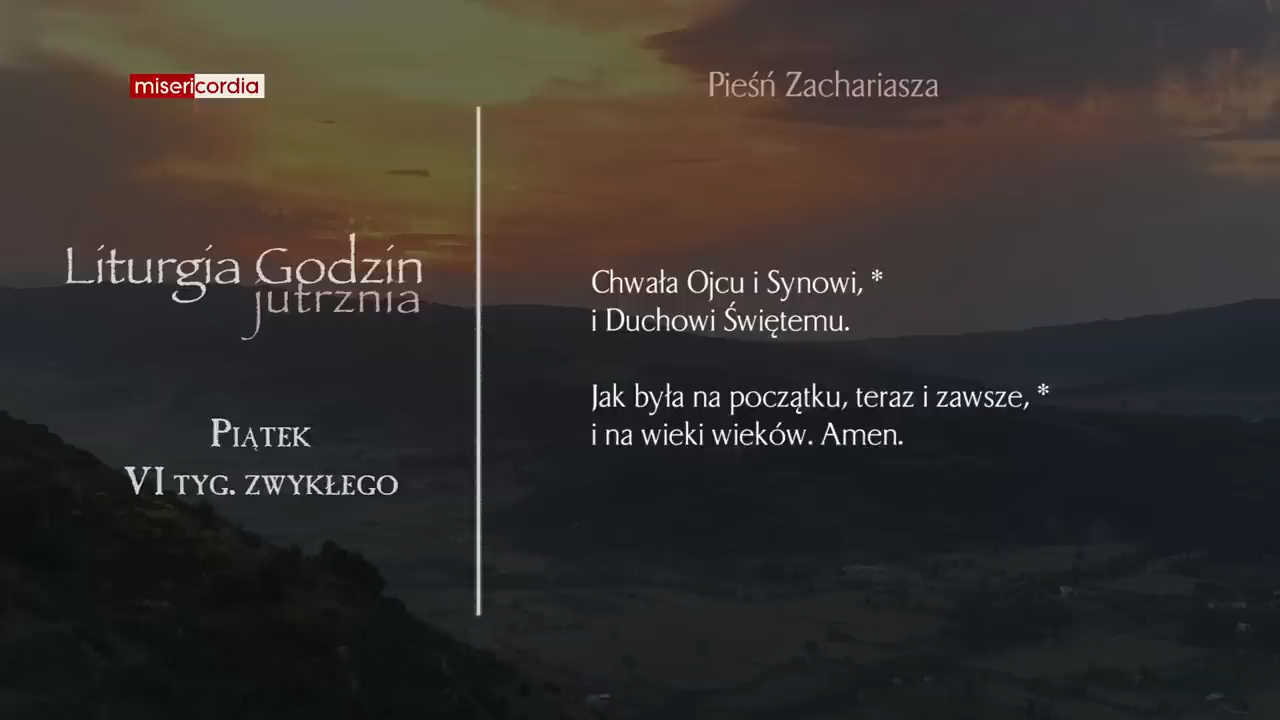 misericordia
Liturgia Godzin
jutrznia
Piątek
VI tyg. zwykłego
Pieśń Zachariasza
Chwała Ojcu i Synowi, *
i Duchowi Świętemu.
Jak była na początku, teraz i zawsze, *
i na wieki wieków. Amen.